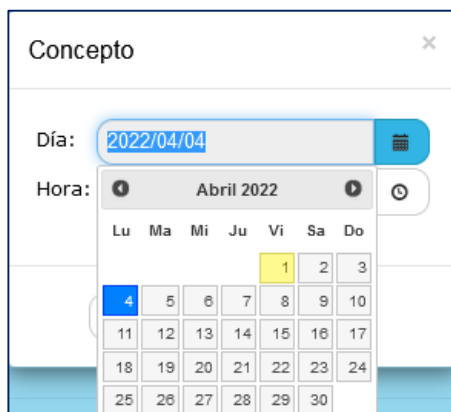 Concepto ×
Día: 2022/04/04
Hora:
Abril 2022
Lu Ma Mi Ju Vi Sa Do
1 2 3
4 5 6 7 8 9 10
11 12 13 14 15 16 17
18 19 20 21 22 23 24
25 26 27 28 29 30